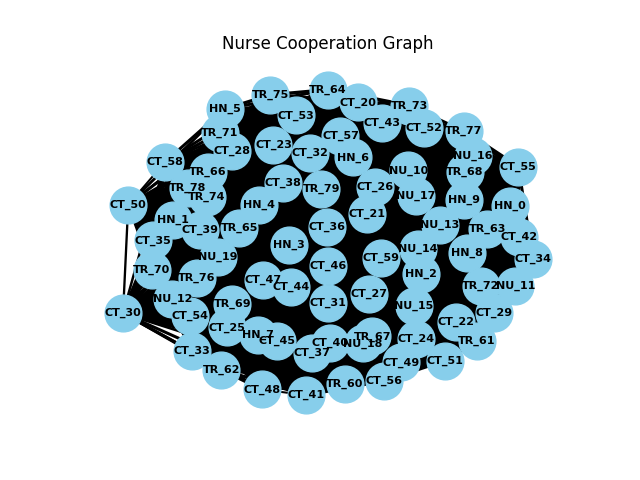 Nurse Cooperation Graph
TR_64
TR_75
CT_20
TR_73
HN_5
CT_53
CT_43
CT_52
TR_77
TR_71
CT_57
CT_23
CT_28
CT_32
HN_6
NU_16
CT_58
CT_55
TR_66
NU_10
TR_68
CT_38
TR_78
TR_79
CT_26
TR_74
NU_17
HN_9
CT_50
HN_4
HN_0
CT_21
HN_1
NU_13
CT_36
TR_65
CT_39
TR_63
CT_42
CT_35
HN_3
NU_14
HN_8
NU_19
CT_59
CT_34
CT_46
TR_70
HN_2
TR_76
CT_47
CT_44
TR_72
NU_11
CT_27
NU_12
TR_69
CT_31
NU_15
CT_30
CT_29
CT_54
CT_22
CT_25
HN_7
TR_67
CT_24
CT_45
TR_61
CT_40
NU_18
CT_33
CT_37
CT_49
CT_51
TR_62
CT_56
TR_60
CT_48
CT_41